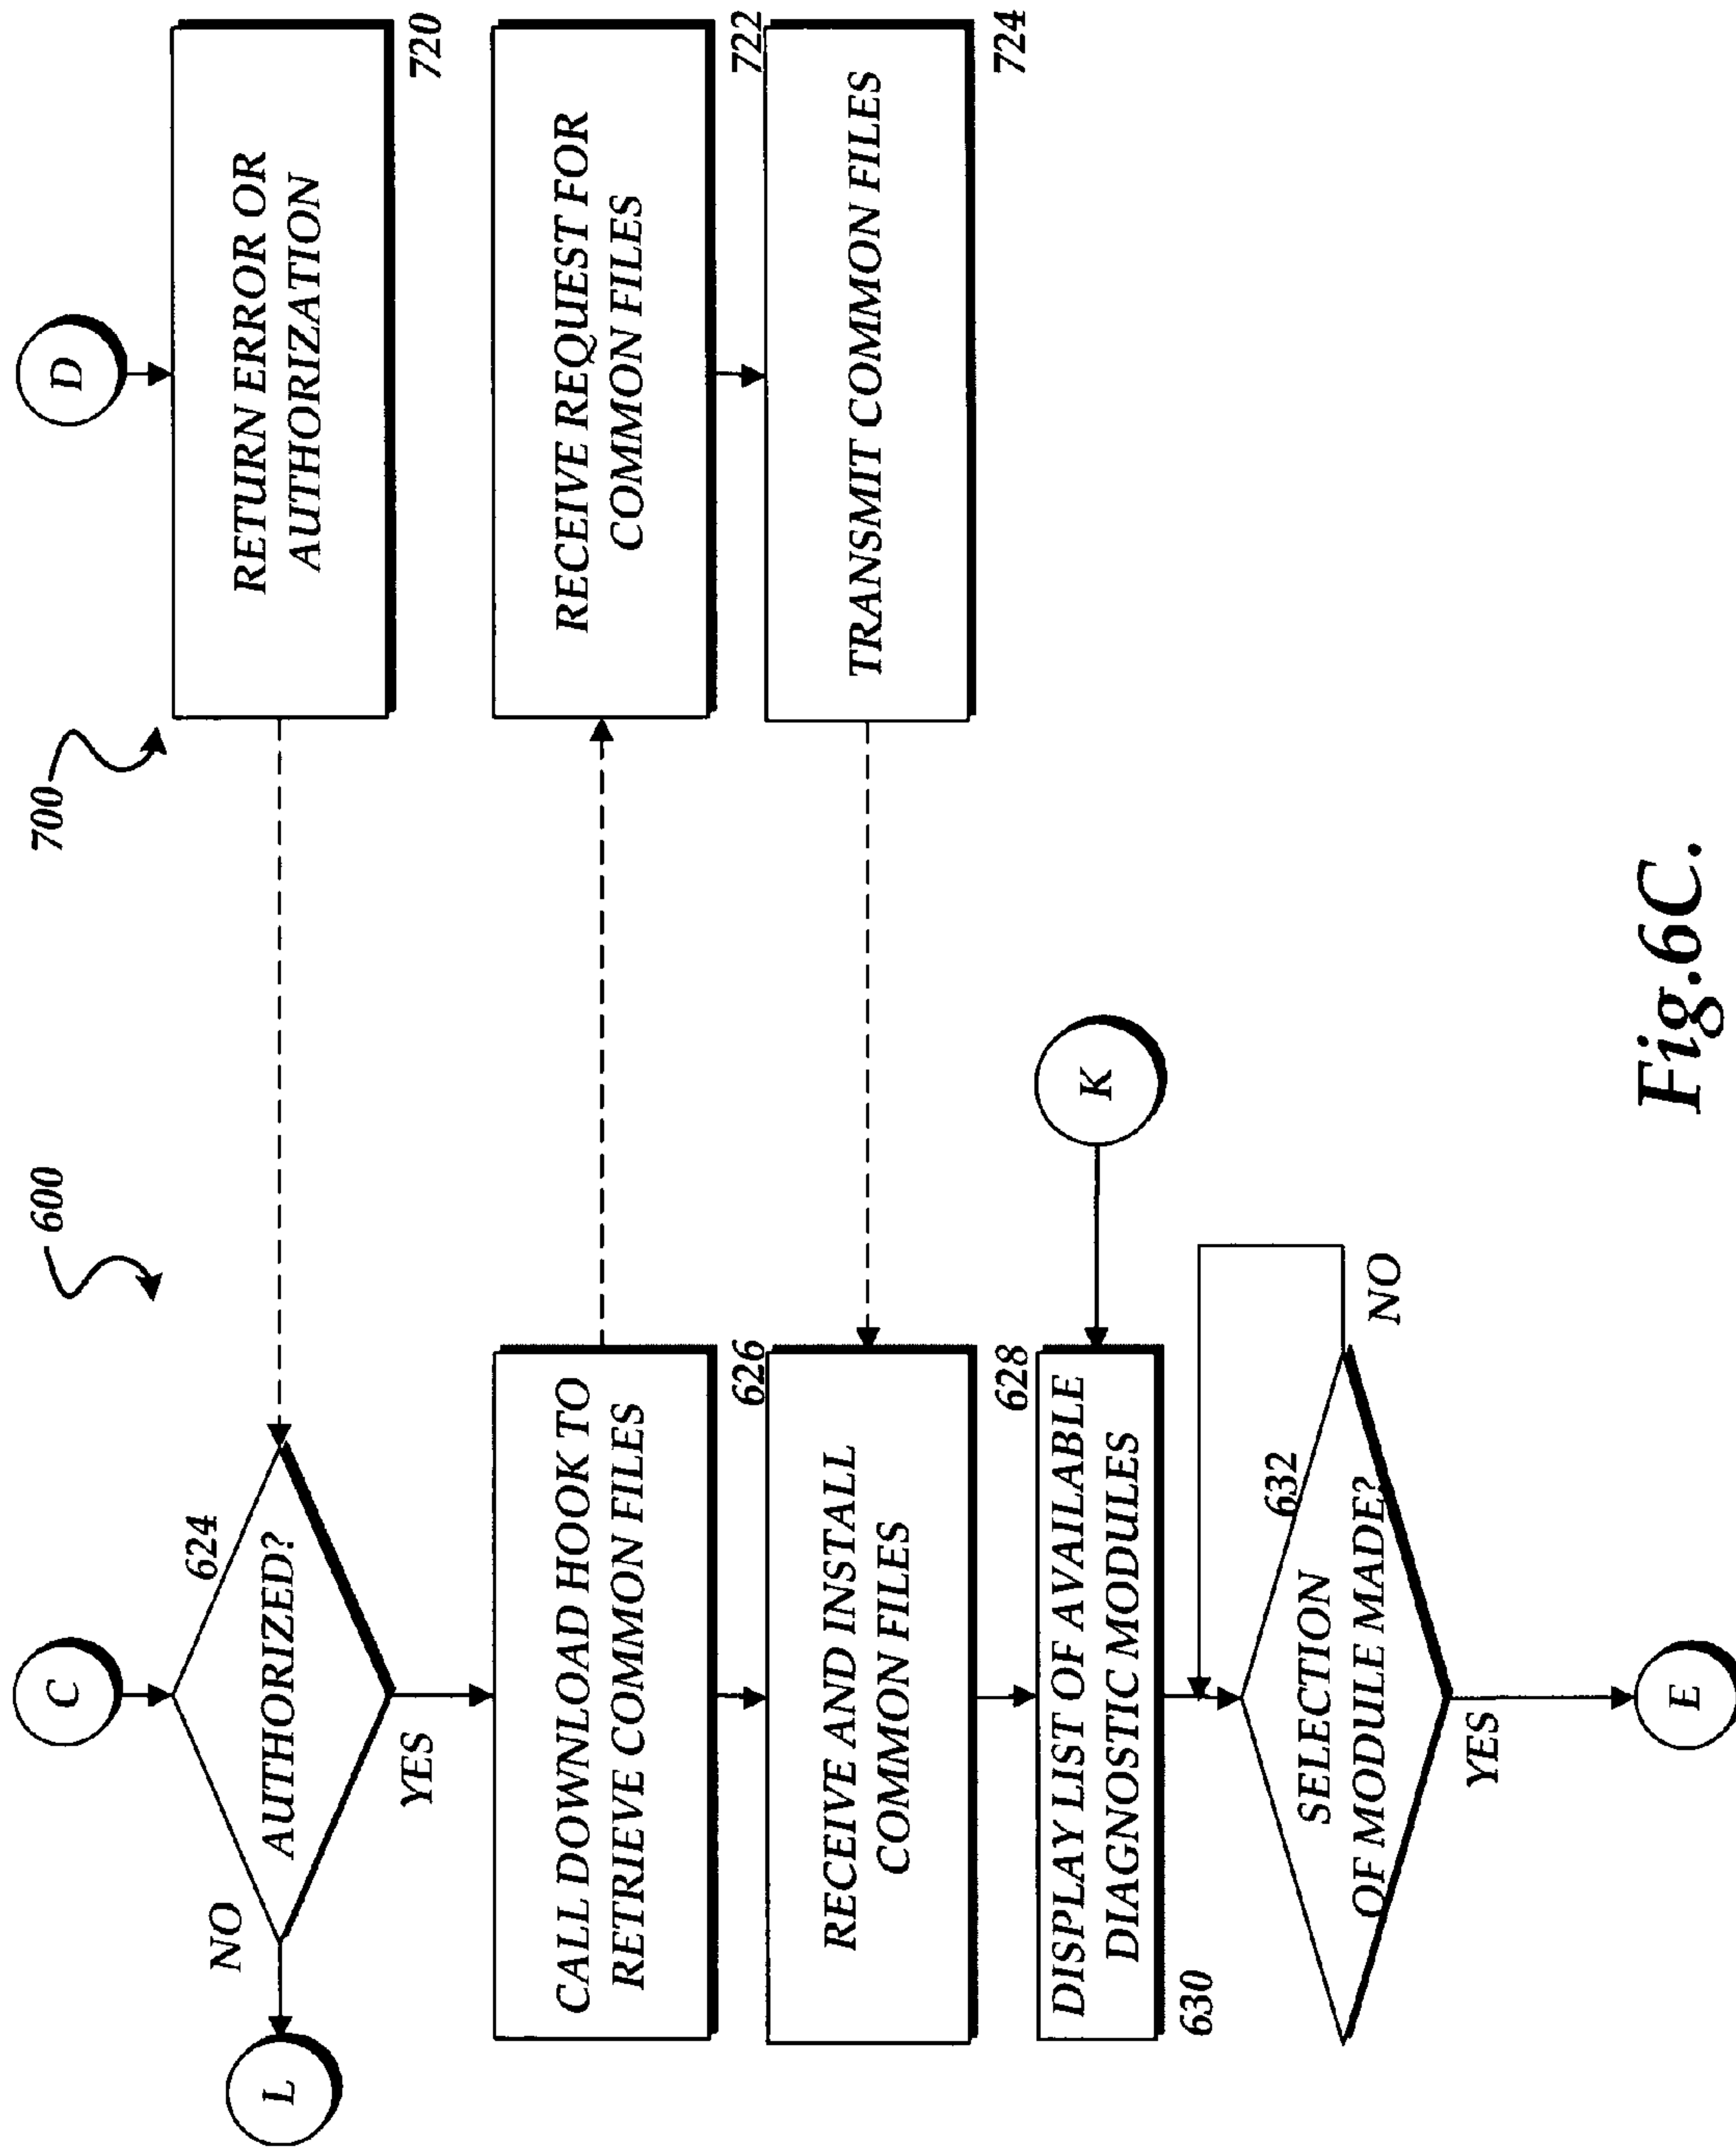 600
700
C
D
624
AUTHORIZED?
NO
L
YES
RETURN ERROR OR
AUTHORIZATION
720
CALL DOWNLOAD HOOK TO
RETRIEVE COMMON FILES
626
RECEIVE REQUEST FOR
COMMON FILES
722
RECEIVE AND INSTALL
COMMON FILES
628
TRANSMIT COMMON FILES
724
DISPLAY LIST OF AVAILABLE
DIAGNOSTIC MODULES
630
K
632
SELECTION
OF MODULE MADE?
NO
YES
E
Fig.6C.